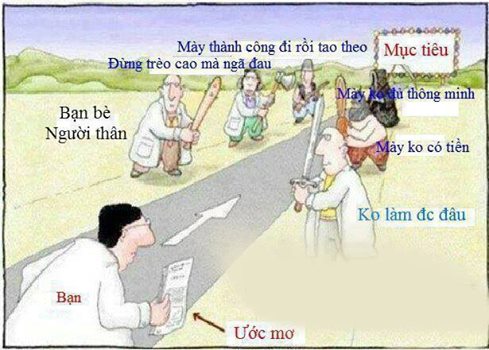 Mày thành công đi rồi tao theo
Mục tiêu
Đừng trèo cao mà ngã đau
Mày ko đủ thông minh
Bạn bè
Người thân
Mày ko có tiền
Ko làm đc đâu
Bạn
Ước mơ